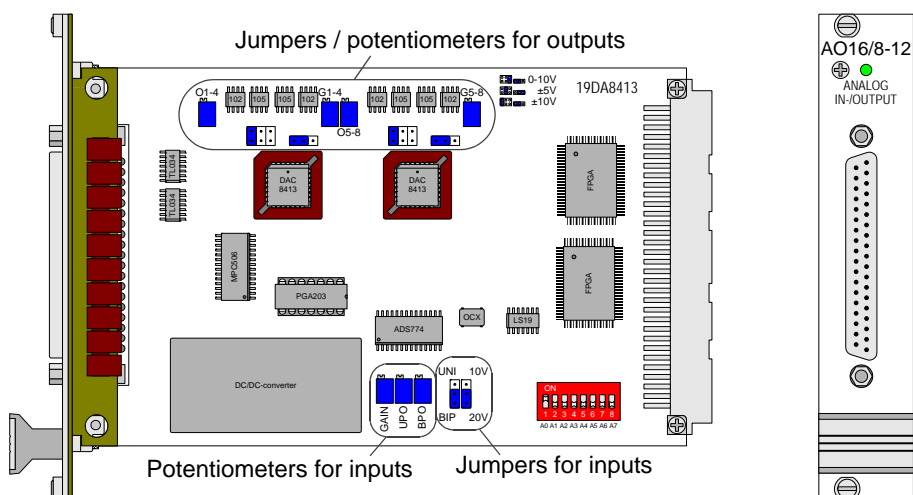 Jumpers / potentiometers for outputs
O1-4
102
105
105
102
G1-4
O5-8
102
105
105
102
G5-8
0-10V
±5V
±10V
19DA8413
TL034
TL034
DAC
8413
DAC
8413
FPGA
MPC506
PGA203
FPGA
ADS774
OCX
LS19
DC/DC-converter
GAIN
UPO
BPO
UNI
10V
BIP
20V
ON
1 2 3 4 5 6 7 8
A0 A1 A2 A3 A4 A5 A6 A7
Potentiometers for inputs
Jumpers for inputs
AO16/8-12
ANALOG
IN-/OUTPUT